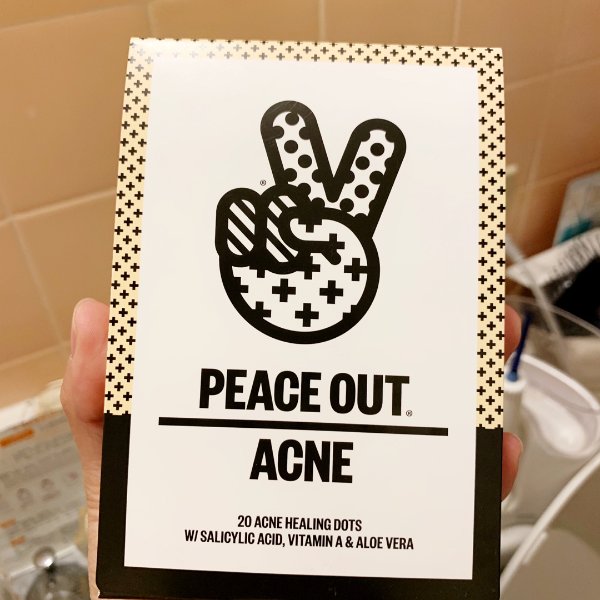 ®
PEACE OUT®
ACNE
20 ACNE HEALING DOTS
W/ SALICYLIC ACID, VITAMIN A & ALOE VERA